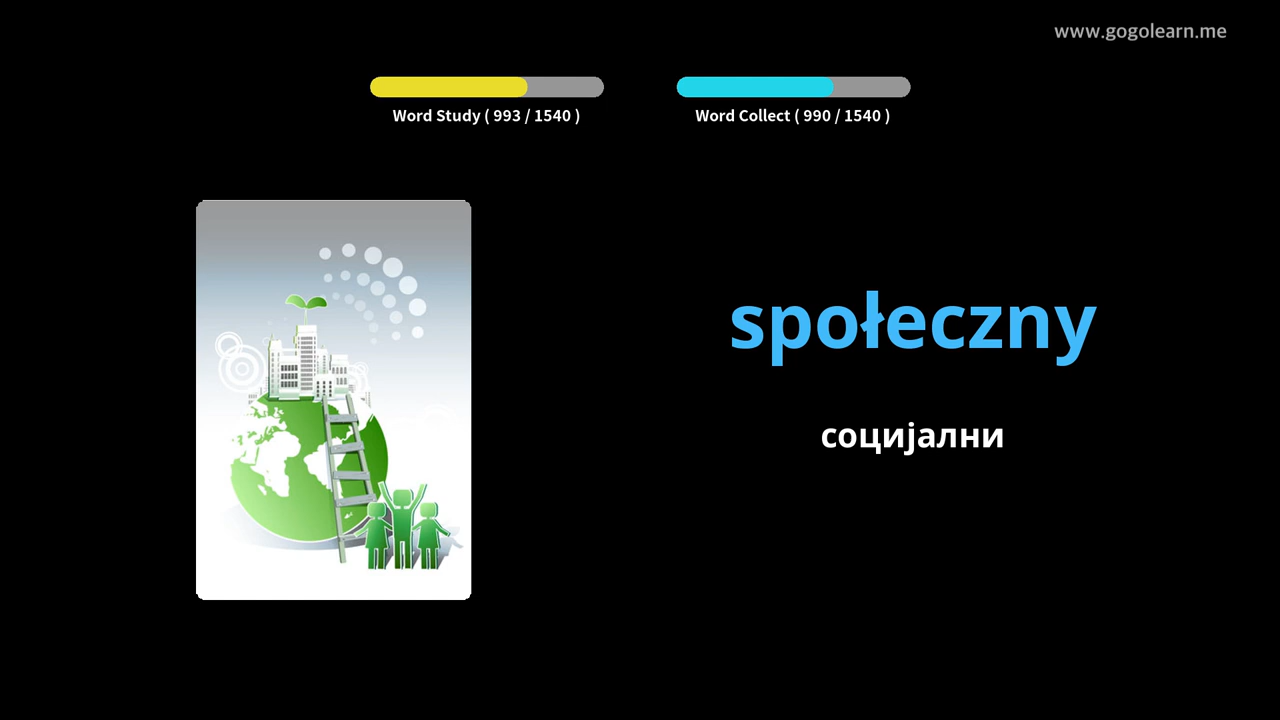 www.gogolearn.me
Word Study ( 993 / 1540 )
Word Collect ( 990 / 1540 )
społeczny
социјални